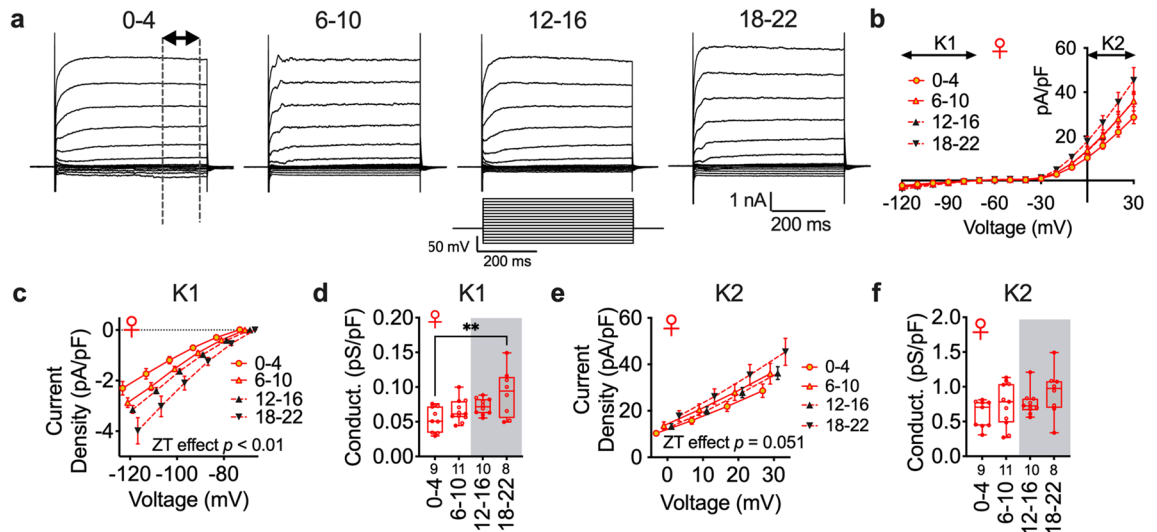 a
0-4
6-10
12-16
18-22
1 nA
200 ms
50 mV
200 ms
b
K1
♀
K2
0-4
6-10
12-16
18-22
pA/pF
60
40
20
-120
-90
-60
-30
0
30
Voltage (mV)
c
K1
♀
0
-2
-4
Current
Density (pA/pF)
0-4
6-10
12-16
18-22
ZT effect p < 0.01
-120
-100
-80
Voltage (mV)
d
K1
♀
**
0.20
0.15
0.10
0.05
0.00
Conduct. (pS/pF)
9
11
10
8
0-4
6-10
12-16
18-22
e
K2
♀
60
40
20
0
Current
Density (pA/pF)
0-4
6-10
12-16
18-22
ZT effect p = 0.051
0
10
20
30
Voltage (mV)
f
K2
♀
2.0
1.5
1.0
0.5
0.0
Conduct. (pS/pF)
9
11
10
8
0-4
6-10
12-16
18-22